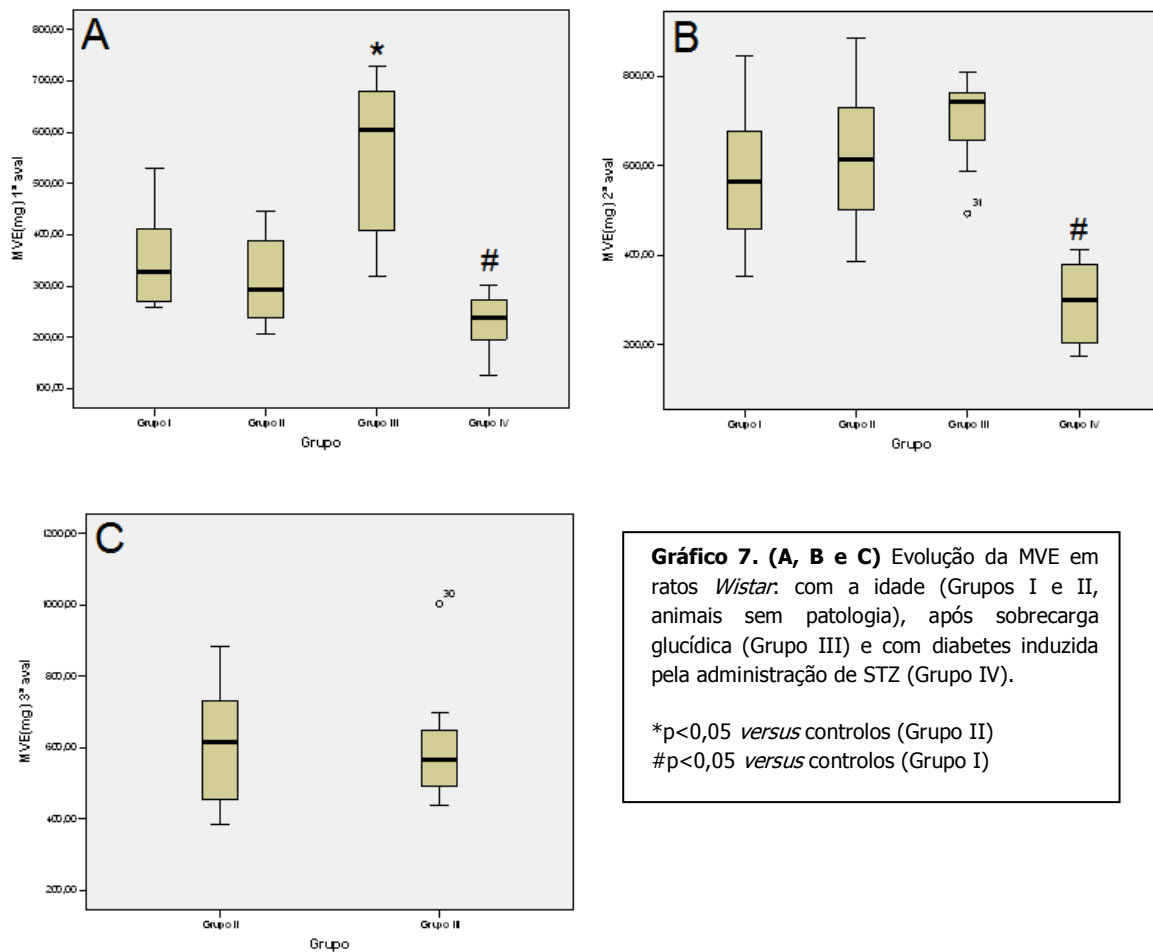 A
MVE(mg) 1ª aval
800,00
700,00
600,00
500,00
400,00
300,00
200,00
100,00
*
#
Grupo I
Grupo II
Grupo III
Grupo IV
Grupo
B
MVE(mg) 2ª aval
800,00
600,00
400,00
200,00
31
#
Grupo I
Grupo II
Grupo III
Grupo IV
Grupo
C
MVE(mg) 3ª aval
1200,00
1000,00
800,00
600,00
400,00
200,00
30
Grupo II
Grupo III
Grupo
Gráfico 7. (A, B e C) Evolução da MVE em
ratos Wistar: com a idade (Grupos I e II,
animais sem patologia), após sobrecarga
glucídica (Grupo III) e com diabetes induzida
pela administração de STZ (Grupo IV).
*p<0,05 versus controlos (Grupo II)
#p<0,05 versus controlos (Grupo I)